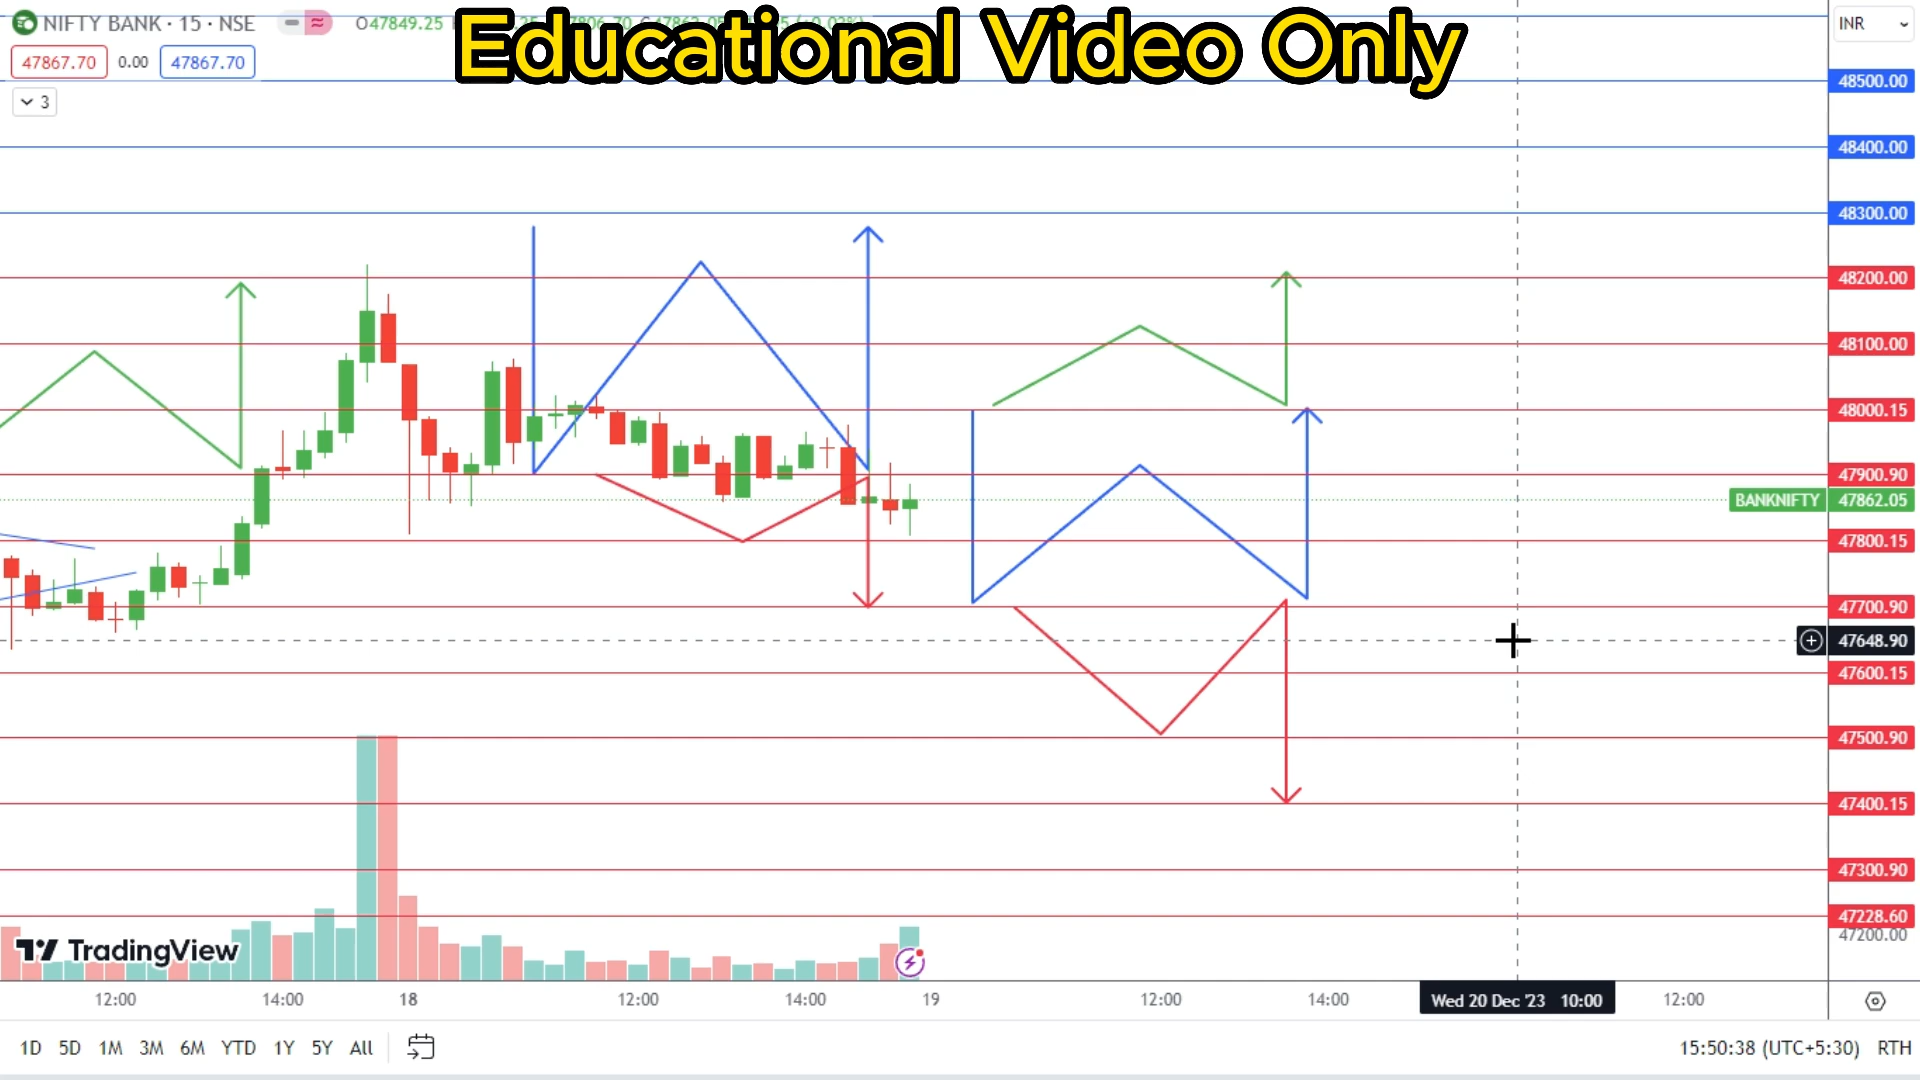 NIFTY BANK · 15 · NSE
O47849.25
Educational Video Only
INR
47867.70 0.00 47867.70
3
48500.00
48400.00
48300.00
48200.00
48100.00
48000.15
47900.90
BANKNIFTY 47862.05
47800.15
47700.90
47648.90
47600.15
47500.90
47400.15
47300.90
47228.60
47200.00
TradingView
12:00 14:00 18 12:00 14:00 19 12:00 14:00 Wed 20 Dec '23 10:00 12:00
1D 5D 1M 3M 6M YTD 1Y 5Y All 15:50:38 (UTC+5:30) RTH